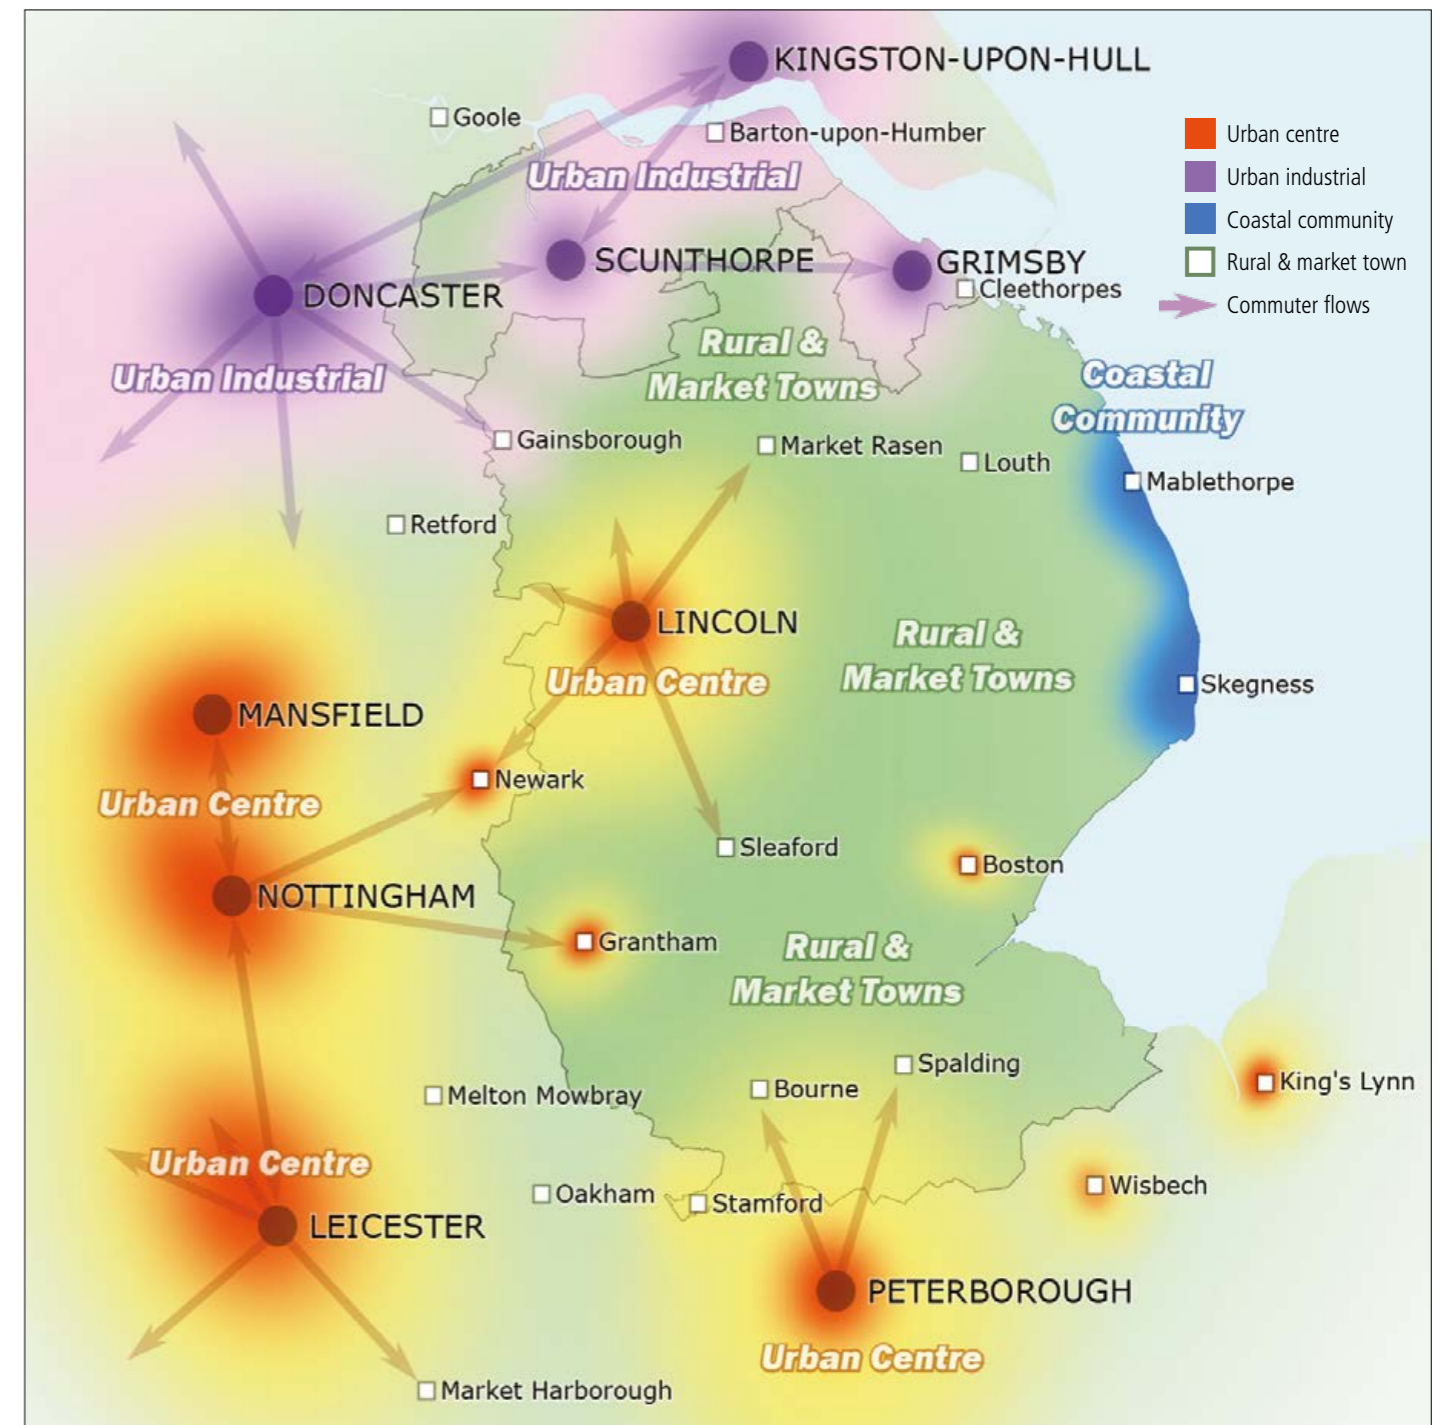 KINGSTON-UPON-HULL
Goole
Barton-upon-Humber
Urban centre
Urban Industrial
Urban industrial
Coastal community
SCUNTHORPE
GRIMSBY
Rural & market town
Cleethorpes
DONCASTER
Commuter flows
Rural &
Market Towns
Urban Industrial
Coastal
Community
Gainsborough
Market Rasen
Louth
Mablethorpe
Retford
LINCOLN
Urban Centre
Rural &
Market Towns
Skegness
MANSFIELD
Newark
Urban Centre
Sleaford
Boston
NOTTINGHAM
Grantham
Rural &
Market Towns
Spalding
King's Lynn
Bourne
Melton Mowbray
Urban Centre
Wisbech
Oakham
Stamford
LEICESTER
PETERBOROUGH
Urban Centre
Market Harborough